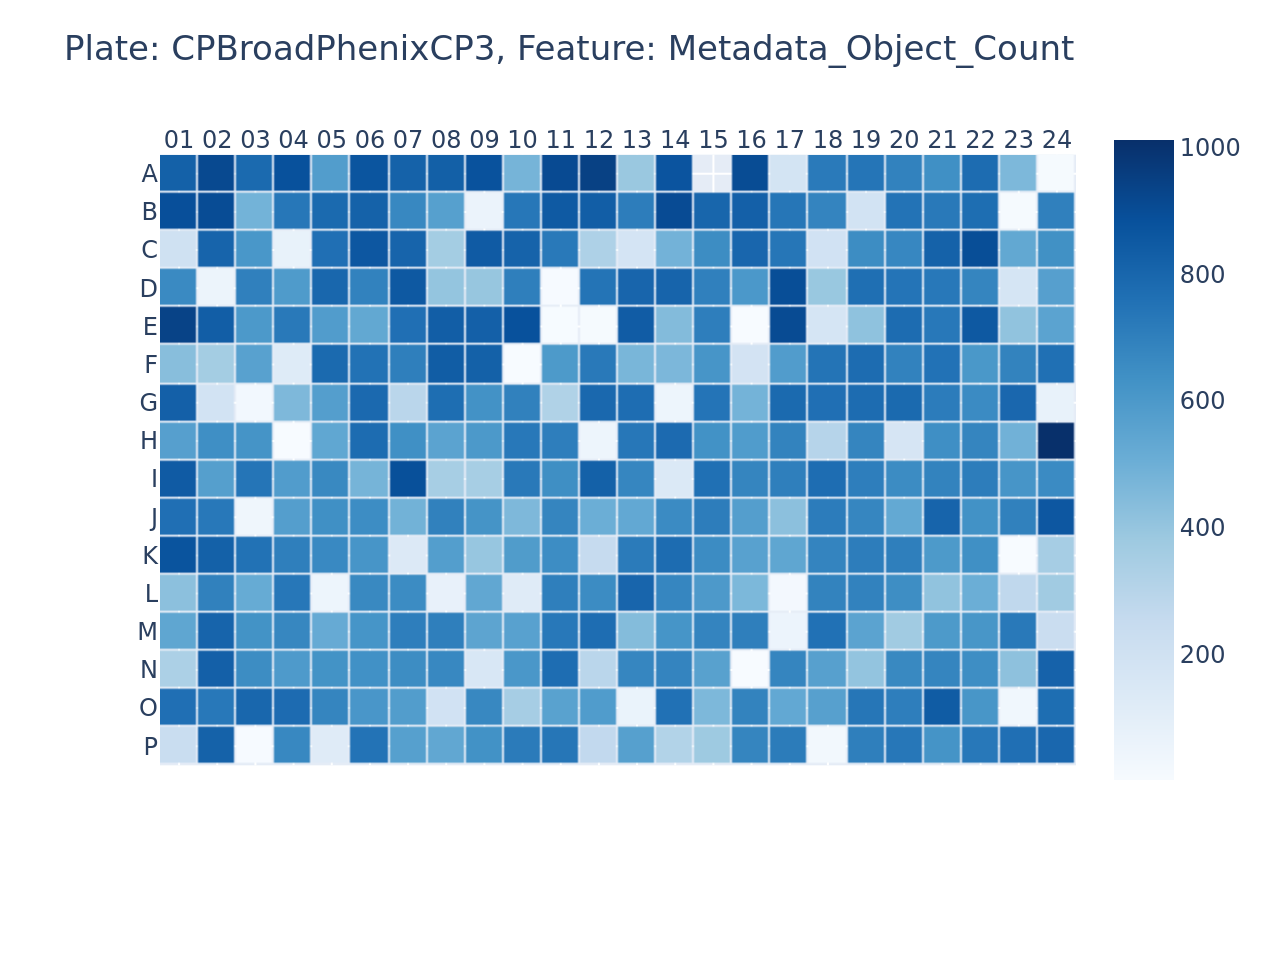 Plate: CPBroadPhenixCP3, Feature: Metadata_Object_Count
01 02 03 04 05 06 07 08 09 10 11 12 13 14 15 16 17 18 19 20 21 22 23 24
1000
A
B
C
800
D
E
F
600
G
H
I
J
400
K
L
M
200
N
O
P